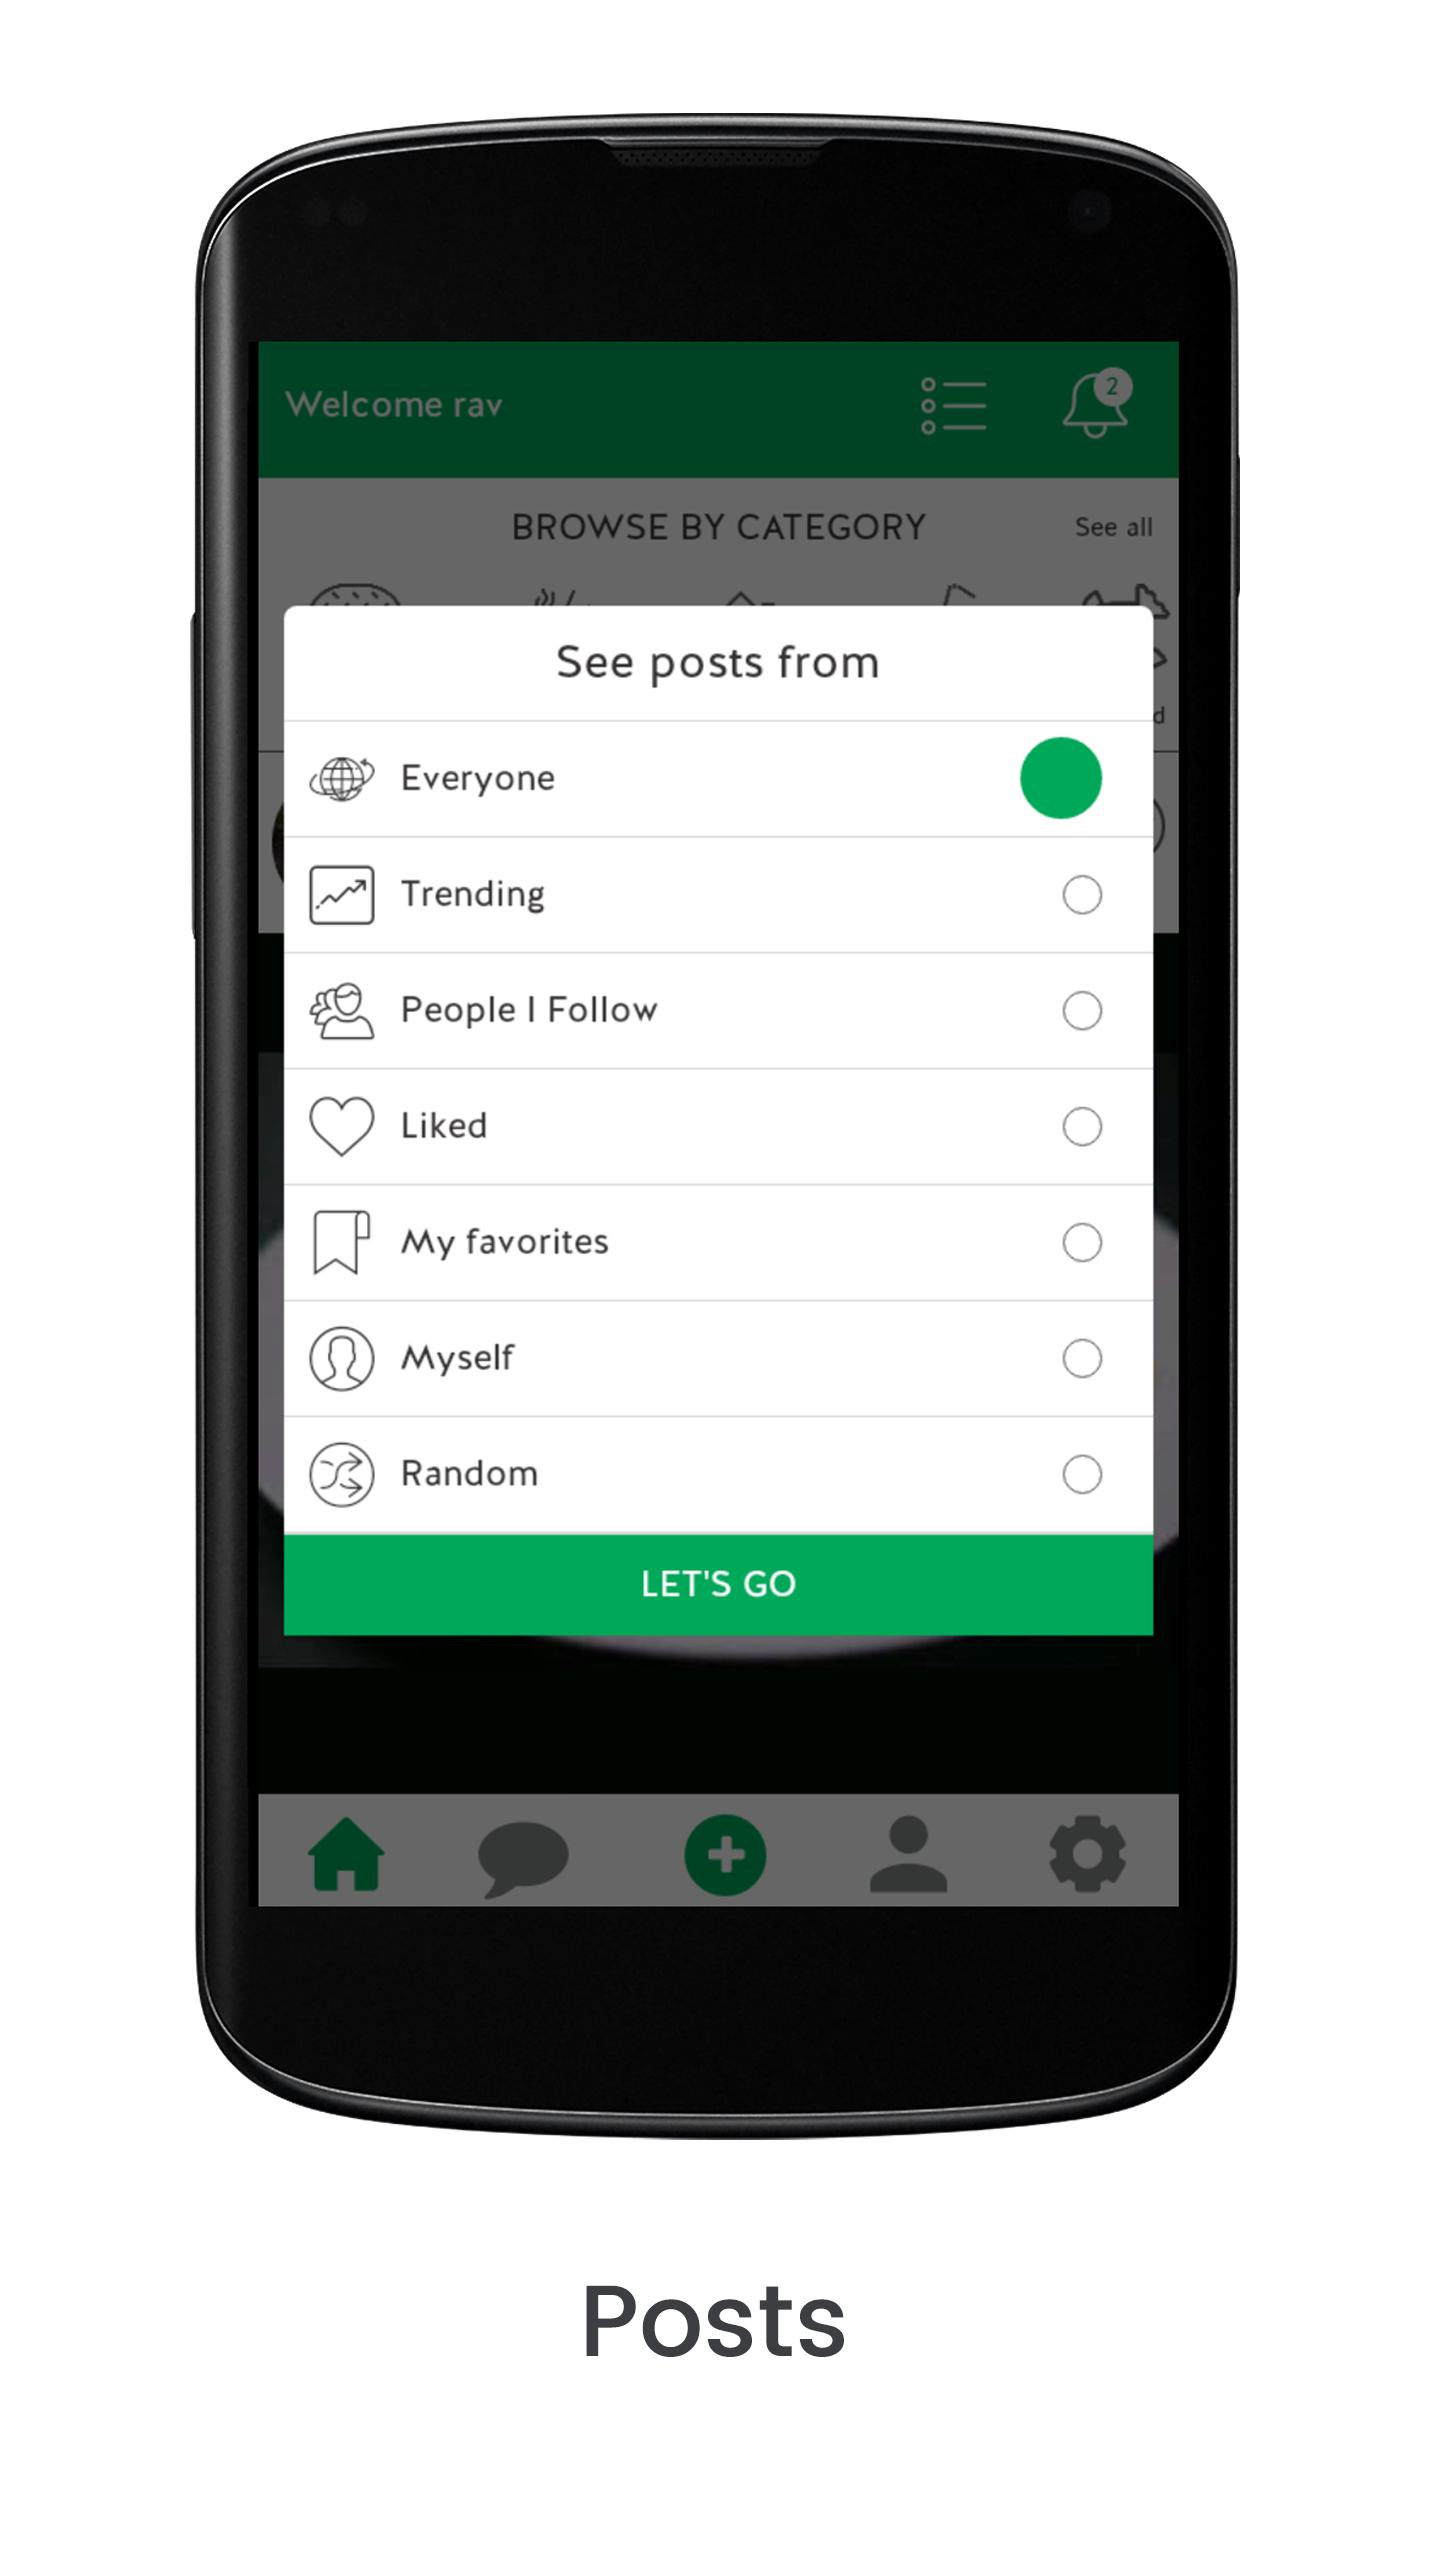 Welcome rav
2
BROWSE BY CATEGORY
See all
See posts from
Everyone
Trending
People I Follow
Liked
My favorites
Myself
Random
LET'S GO
Posts